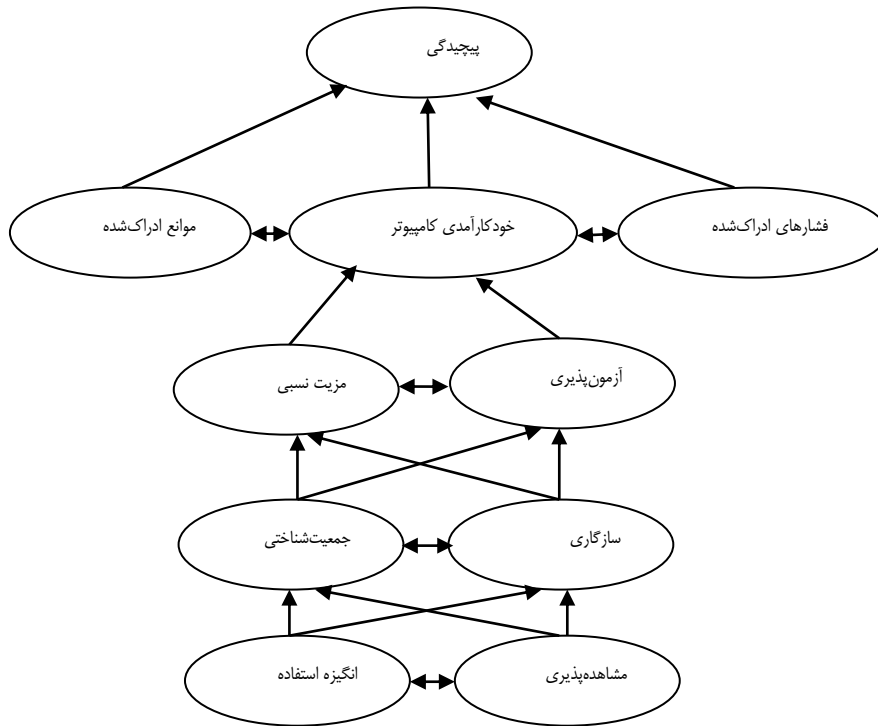 پیچیدگی
فشارهای ادراک‌شده
خودکارآمدی کامپیوتر
موانع ادراک‌شده
آزمون‌پذیری
مزیت نسبی
سازگاری
جمعیت‌شناختی
مشاهده‌پذیری
انگیزه استفاده